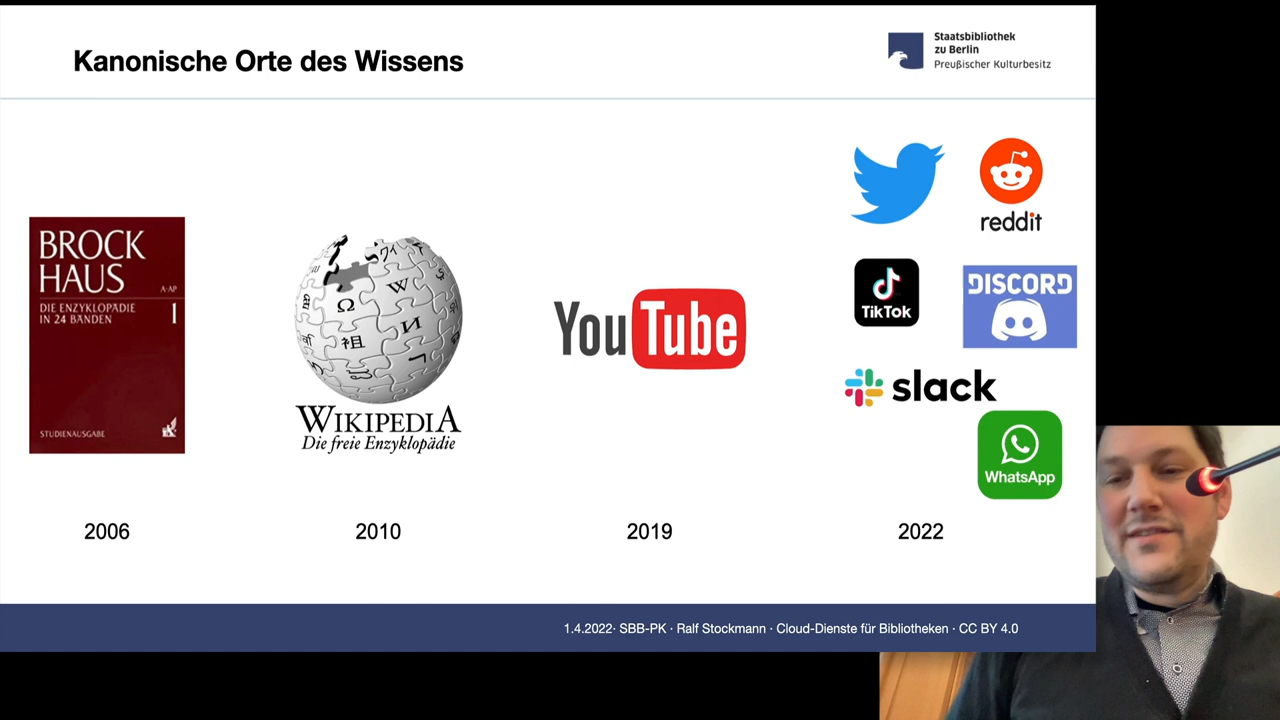 Kanonische Orte des Wissens
Staatsbibliothek
zu Berlin
Preußischer Kulturbesitz
BROCK
HAUS
A-AP
DIE ENZYKLOPÄDIE
IN 24 BÄNDEN
1
STUDIENAUSGABE
Ω
W
И
祖
WIKIPEDIA
Die freie Enzyklopädie
YouTube
reddit
TikTok
DISCORD
slack
WhatsApp
2006
2010
2019
2022
1.4.2022· SBB-PK · Ralf Stockmann · Cloud-Dienste für Bibliotheken · CC BY 4.0